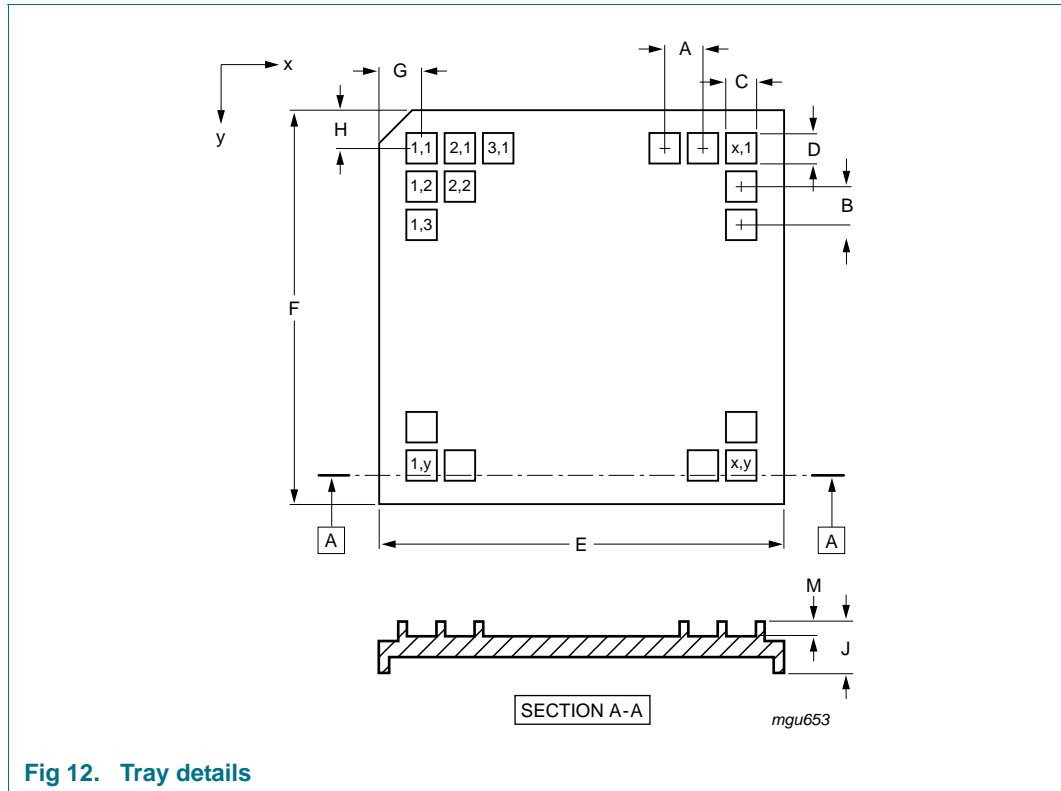 A
x
G
C
H
y
1,1 2,1 3,1
x,1
D
1,2 2,2
B
1,3
F
1,y
x,y
A
E
A
M
J
SECTION A-A
mgu653
Fig 12. Tray details